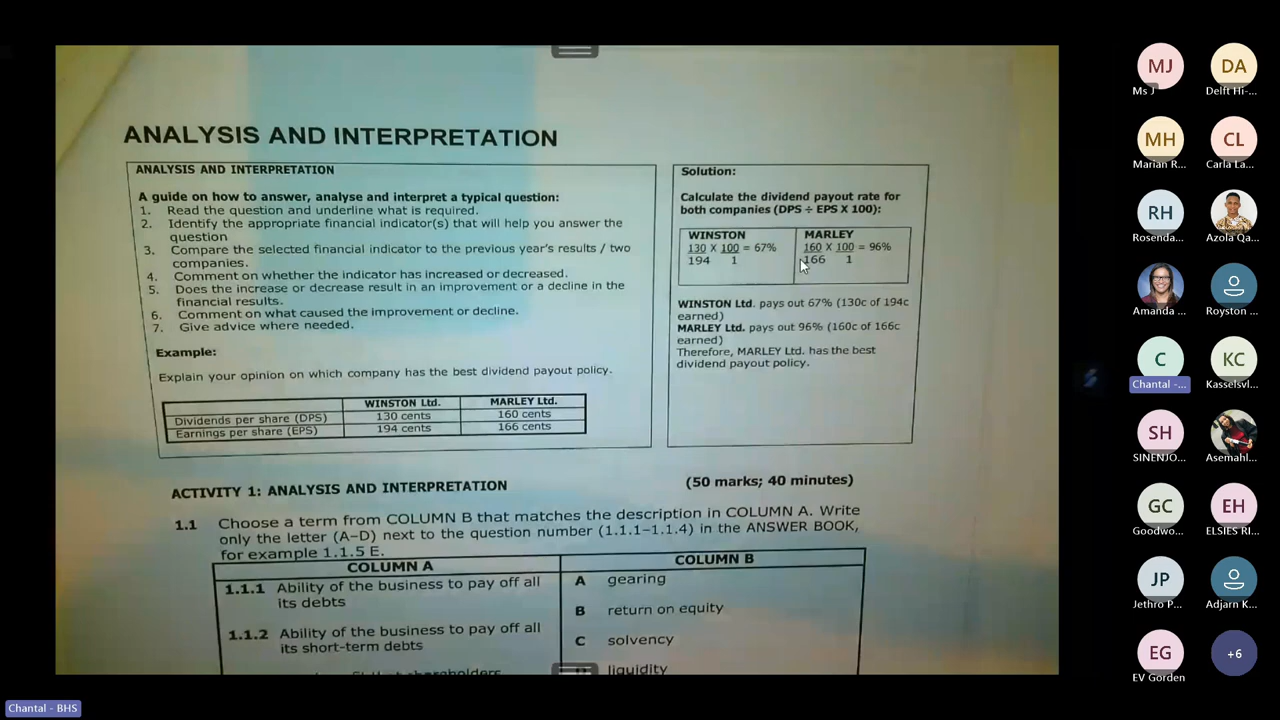 ANALYSIS AND INTERPRETATION
ANALYSIS AND INTERPRETATION
A guide on how to answer, analyse and interpret a typical question:
1. Read the question and underline what is required.
2. Identify the appropriate financial indicator(s) that will help you answer the
question
3. Compare the selected financial indicator to the previous year's results / two
companies.
4. Comment on whether the indicator has increased or decreased.
5. Does the increase or decrease result in an improvement or a decline in the
financial results.
6. Comment on what caused the improvement or decline.
7. Give advice where needed.
Example:
Explain your opinion on which company has the best dividend payout policy.
WINSTON Ltd. MARLEY Ltd.
Dividends per share (DPS) 130 cents 160 cents
Earnings per share (EPS) 194 cents 166 cents
Solution:
Calculate the dividend payout rate for
both companies (DPS ÷ EPS X 100):
WINSTON MARLEY
130 X 100 = 67% 160 X 100 = 96%
194 1 166 1
WINSTON Ltd. pays out 67% (130c of 194c
earned)
MARLEY Ltd. pays out 96% (160c of 166c
earned)
Therefore, MARLEY Ltd. has the best
dividend payout policy.
ACTIVITY 1: ANALYSIS AND INTERPRETATION (50 marks; 40 minutes)
1.1 Choose a term from COLUMN B that matches the description in COLUMN A. Write
only the letter (A–D) next to the question number (1.1.1–1.1.4) in the ANSWER BOOK,
for example 1.1.5 E.
COLUMN A COLUMN B
1.1.1 Ability of the business to pay off all
its debts
A gearing
B return on equity
1.1.2 Ability of the business to pay off all
its short-term debts
C solvency
shareholders
liquidity
MJ DA
Ms J Delft Hi-...
MH CL
Marian R... Carla La...
RH
Rosenda... Azola Qa...
Amanda ... Royston ...
C KC
Chantal -... Kasselsvl...
SH
SINENJO... Asemahl...
GC EH
Goodwo... ELSIES RI...
JP
Jethro P... Adjarn K...
EG +6
EV Gorden
Chantal - BHS